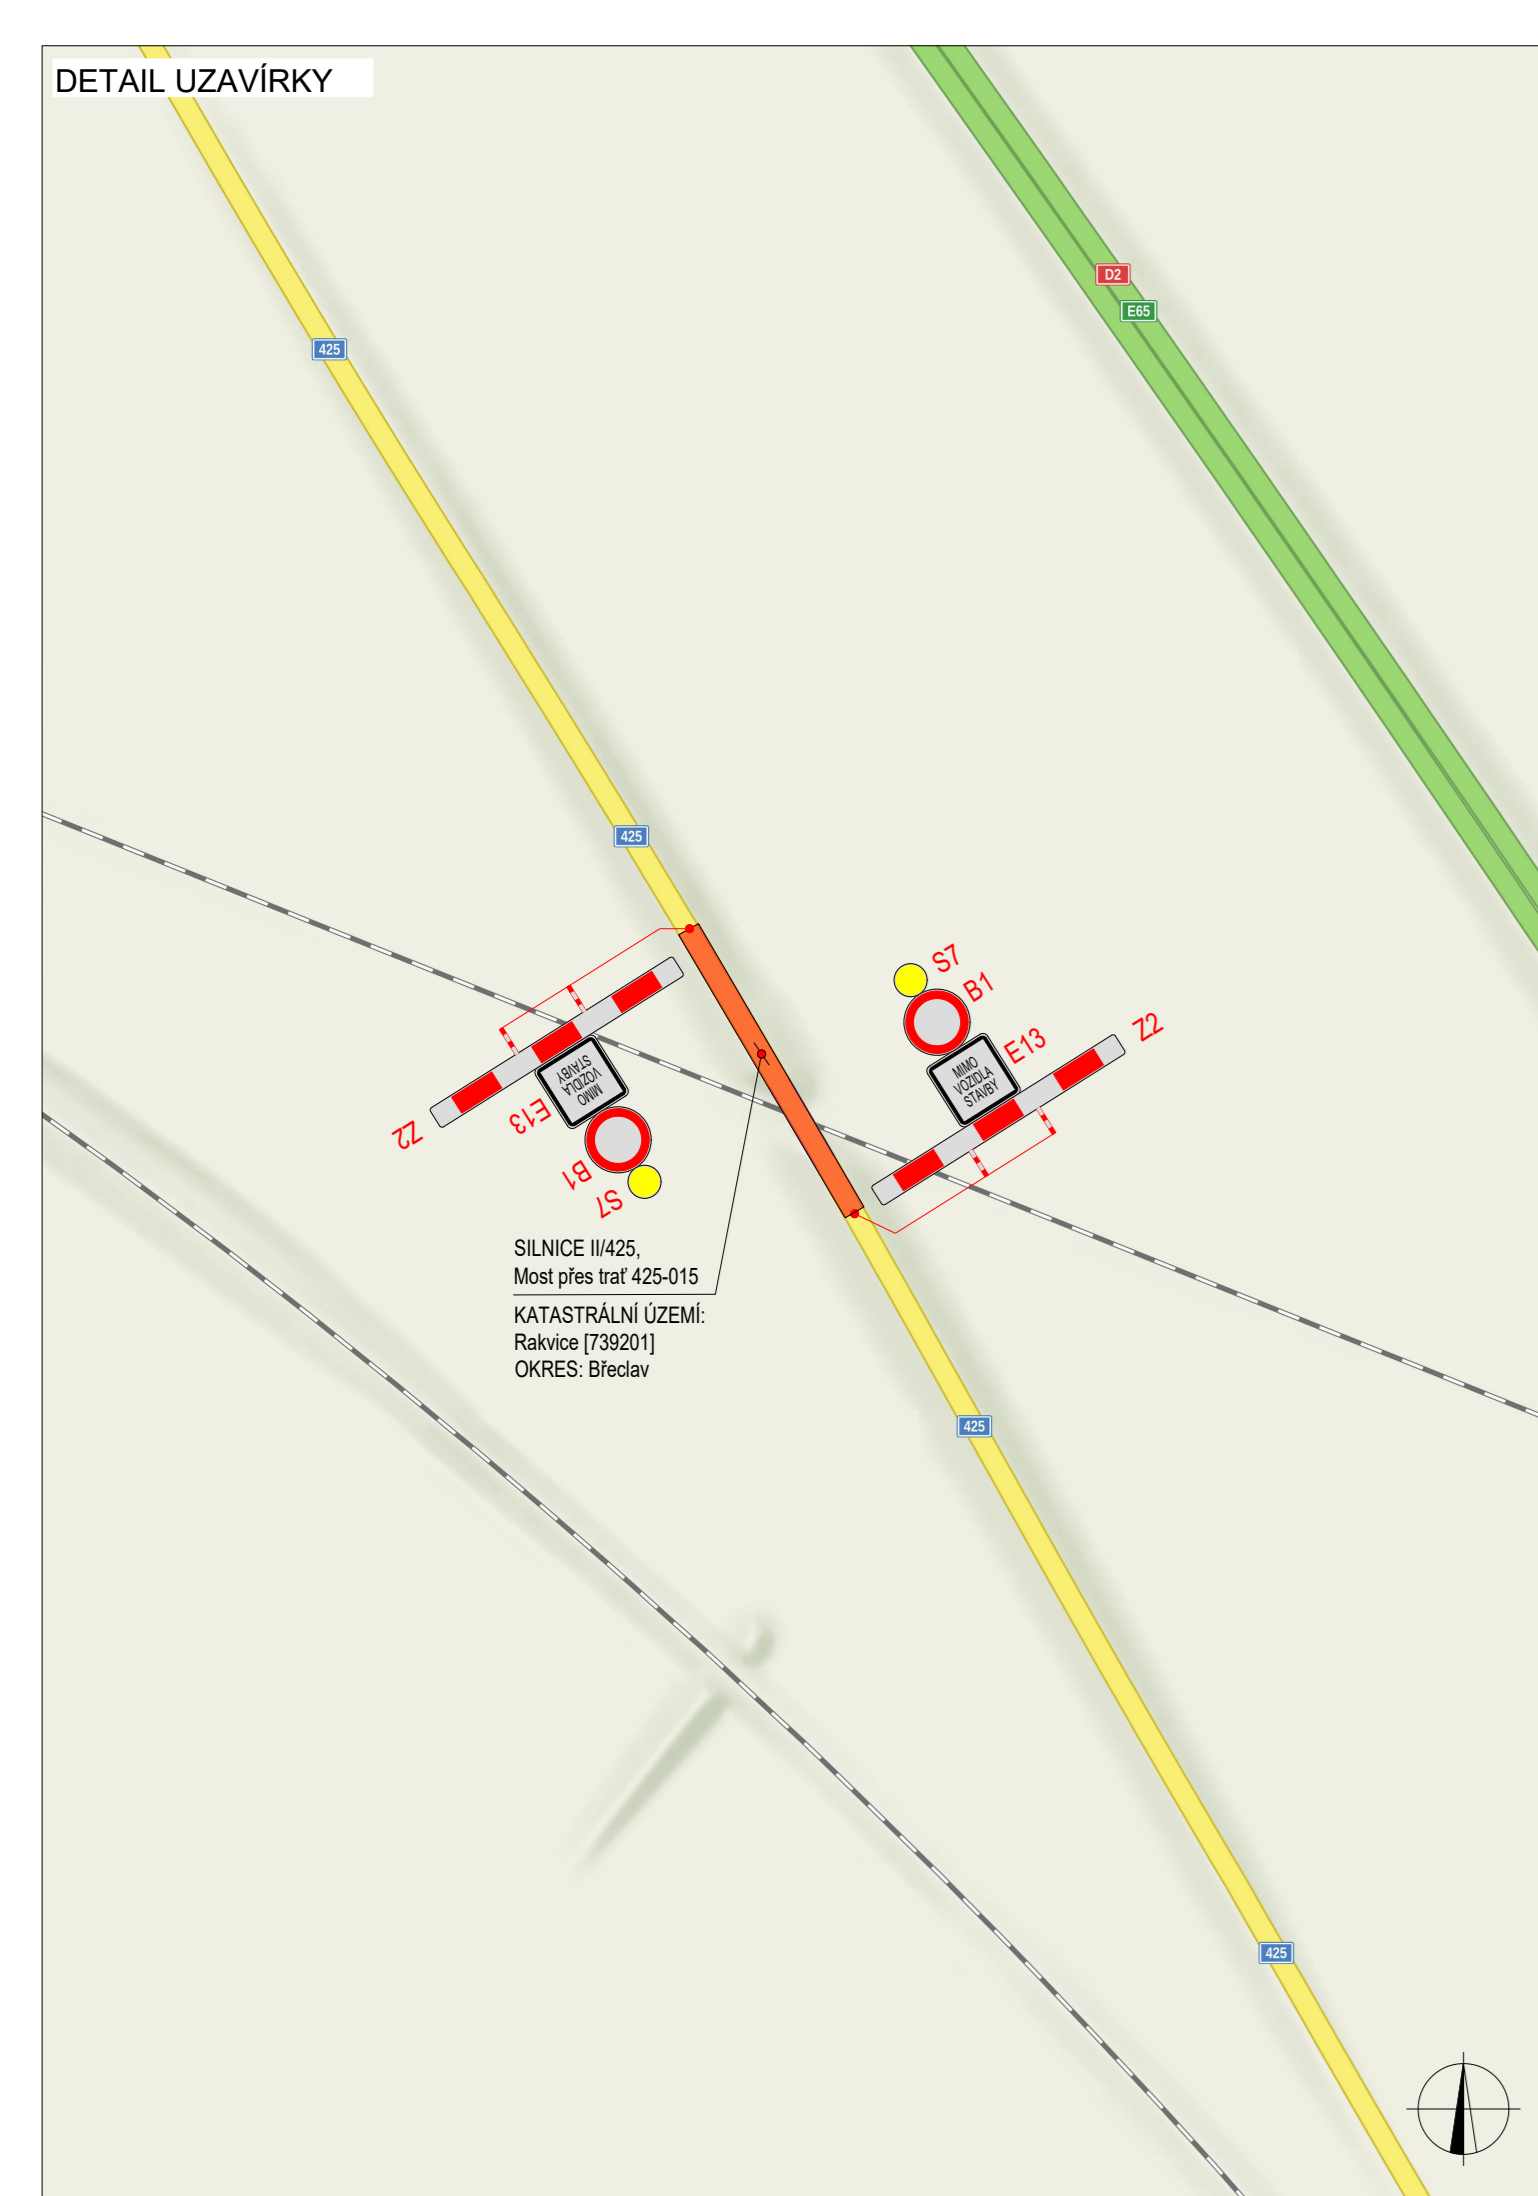 DETAIL UZAVÍRKY
D2
E65
425
425
S7
B1
E13
Z2
MIMO
VOZIDLA
STAVBY
MIMO
VOZIDLA
STAVBY
Z2
E13
B1
S7
SILNICE II/425,
Most přes trať 425-015
KATASTRÁLNÍ ÚZEMÍ:
Rakvice [739201]
OKRES: Břeclav
425
425